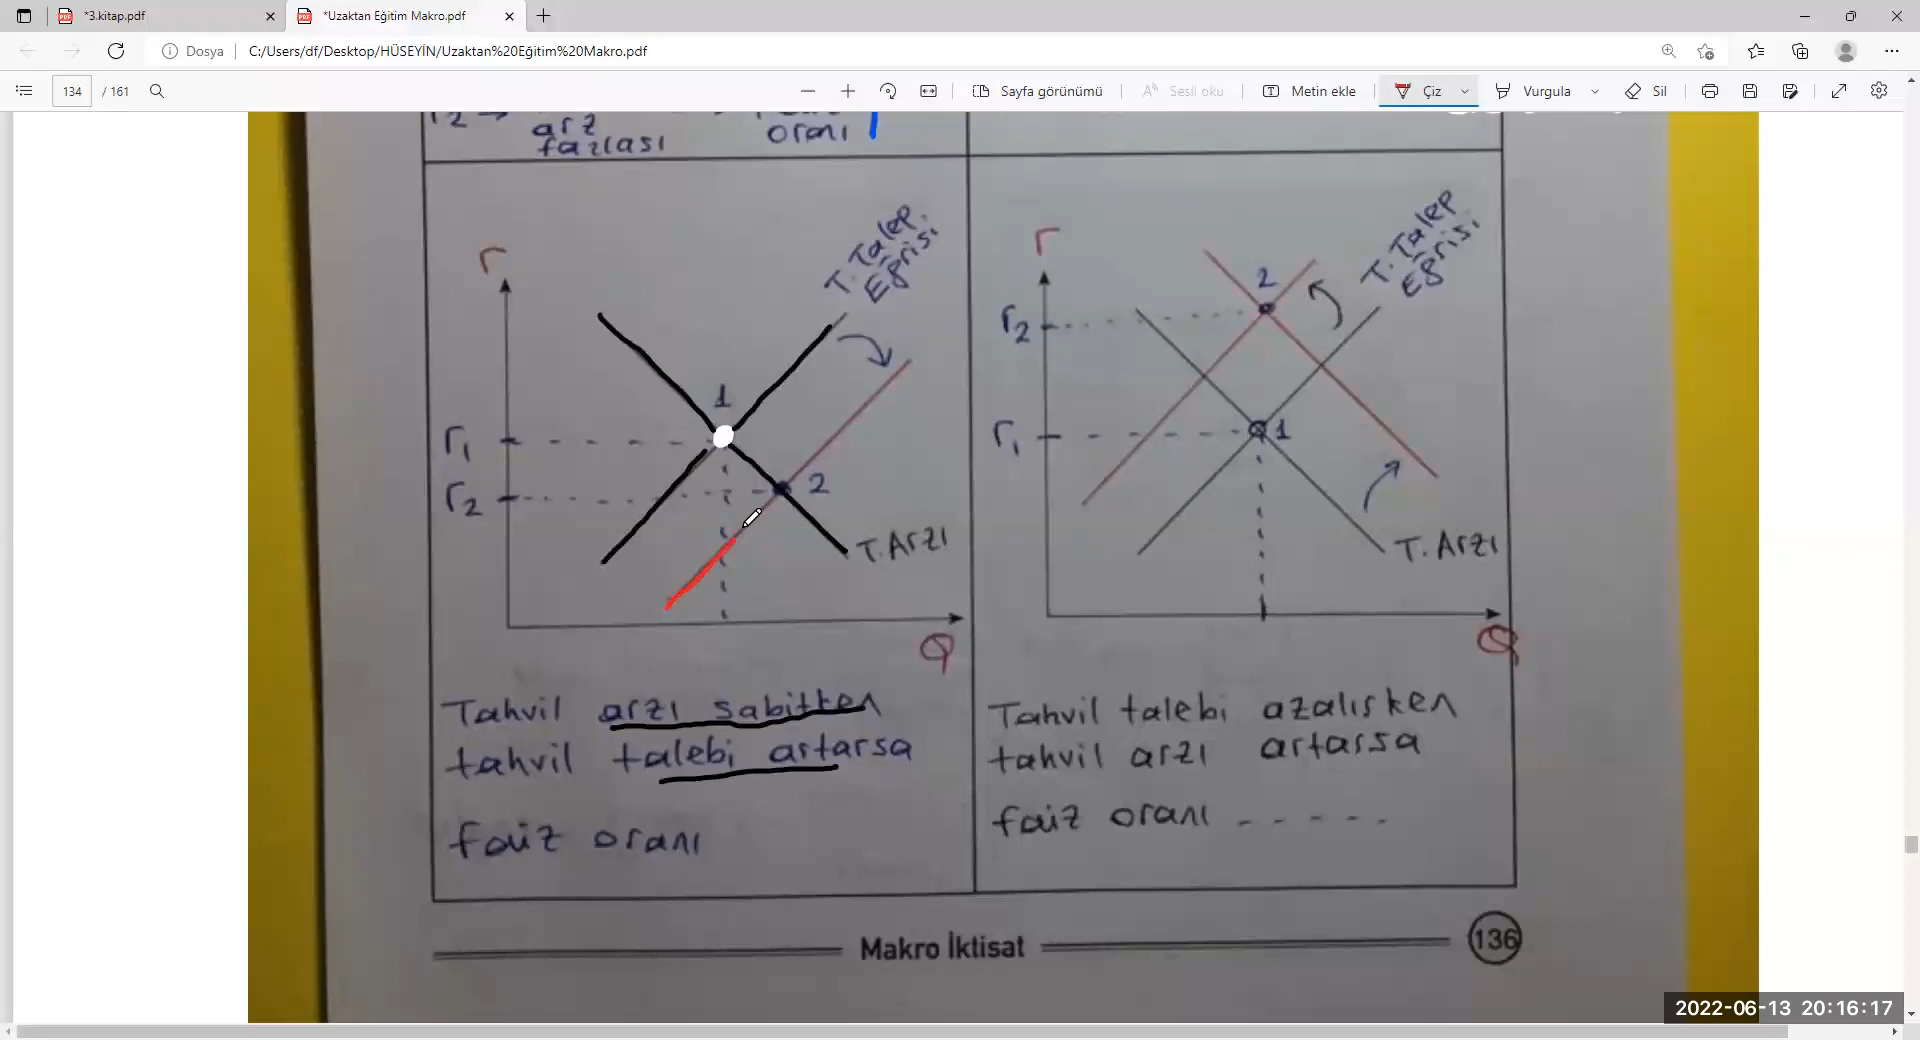 *3.kitap.pdf
*Uzaktan Eğitim Makro.pdf
Dosya
C:/Users/df/Desktop/HÜSEYİN/Uzaktan%20Eğitim%20Makro.pdf
134 / 161
Sayfa görünümü
Sesli oku
Metin ekle
Çiz
Vurgula
Sil
arz
fazlası
oranı
r
T. Talep
Eğrisi
1
r1
r2
2
T. Arzı
Q
Tahvil arzı sabitken
tahvil talebi artarsa
faiz oranı
r
T. Talep
Eğrisi
2
r2
r1
1
T. Arzı
Q
Tahvil talebi azalırken
tahvil arzı artarsa
faiz oranı - - - - -
Makro İktisat
136
2022-06-13 20:16:17